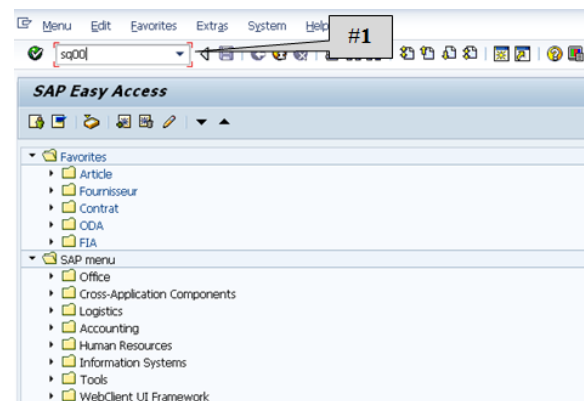 Menu Edit Favorites Extras System Help
#1
sq00
SAP Easy Access
Favorites
Article
Fournisseur
Contrat
ODA
FIA
SAP menu
Office
Cross-Application Components
Logistics
Accounting
Human Resources
Information Systems
Tools
WebClient UI Framework